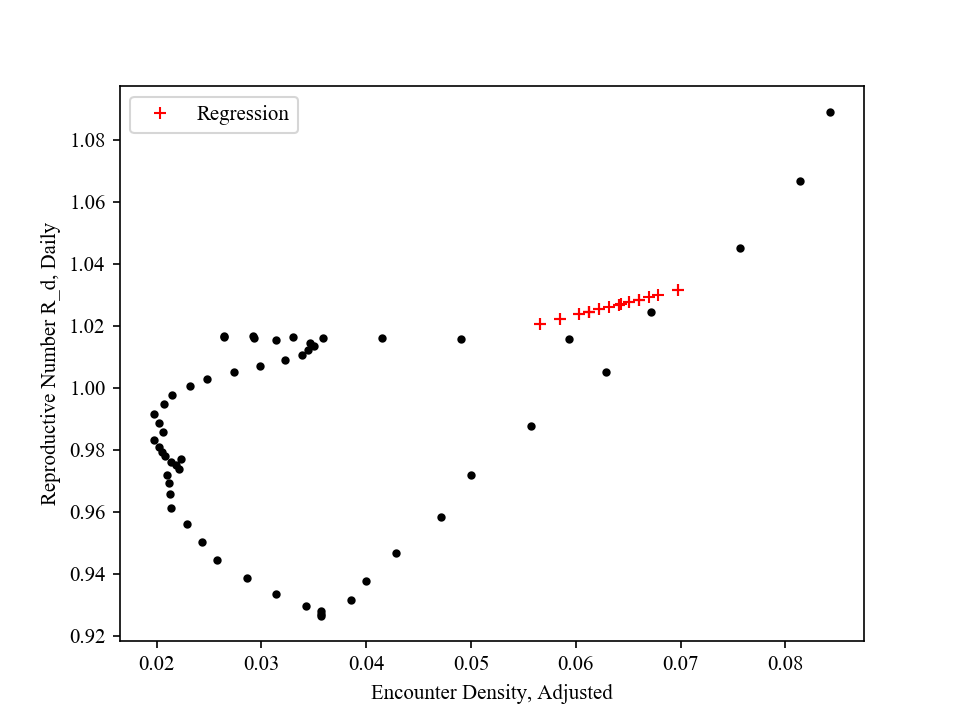 Regression
1.08
1.06
1.04
1.02
1.00
0.98
0.96
0.94
0.92
Reproductive Number R_d, Daily
0.02 0.03 0.04 0.05 0.06 0.07 0.08
Encounter Density, Adjusted